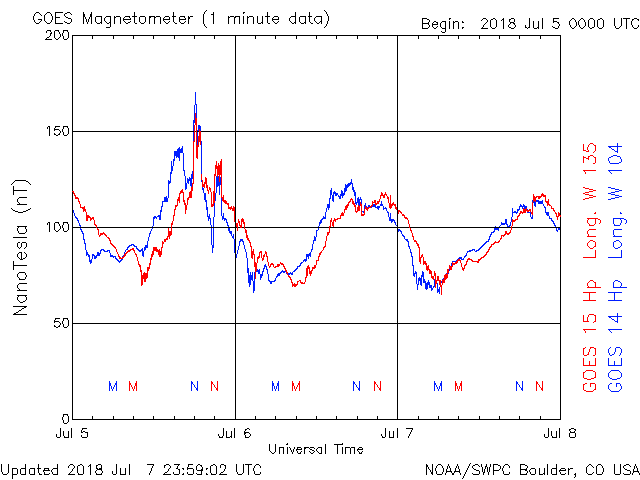 GOES Magnetometer (1 minute data)
Begin: 2018 Jul 5 0000 UTC
200
150
100
50
0
NanoTesla (nT)
M M N N M M N N M M N N
Jul 5 Jul 6 Jul 7 Jul 8
Universal Time
GOES 15 Hp Long. W 135
GOES 14 Hp Long. W 104
Updated 2018 Jul 7 23:59:02 UTC
NOAA/SWPC Boulder, CO USA